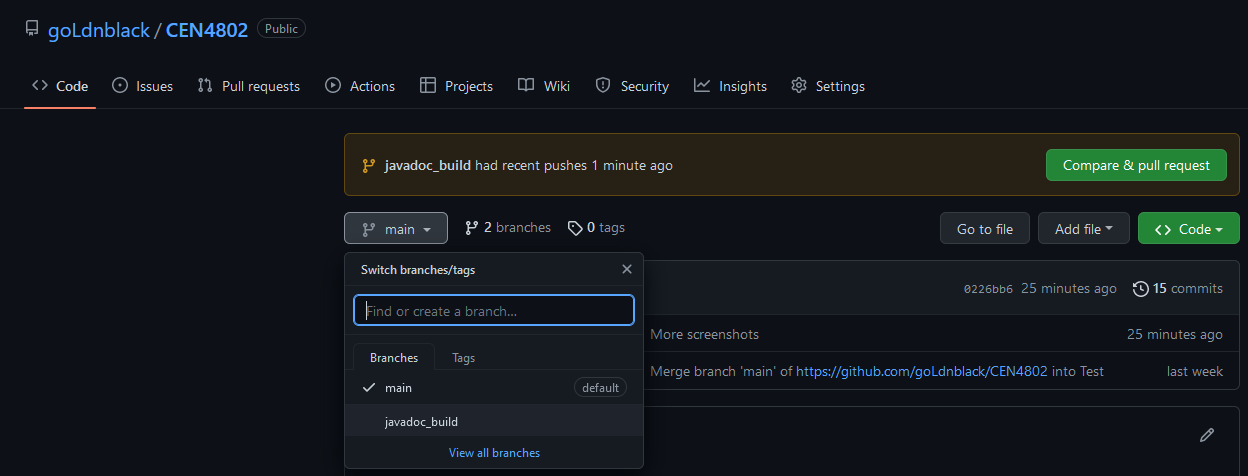 goLdnblack / CEN4802 Public
Code Issues Pull requests Actions Projects Wiki Security Insights Settings
javadoc_build had recent pushes 1 minute ago Compare & pull request
main 2 branches 0 tags Go to file Add file Code
Switch branches/tags
0226bb6 25 minutes ago 15 commits
Find or create a branch...
More screenshots 25 minutes ago
Branches Tags
Merge branch 'main' of https://github.com/goLdnblack/CEN4802 into Test last week
main default
javadoc_build
View all branches